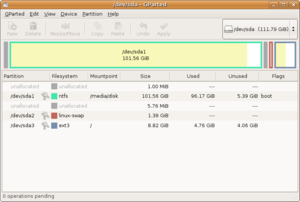 /dev/sda - GParted
GParted Edit View Device Partition Help
New Delete Resize/Move Copy Paste Undo Apply
/dev/sda (111.79 GiB)
/dev/sda1
101.56 GiB
Partition Filesystem Mountpoint Size Used Unused Flags
unallocated unallocated 1.00 MiB --- ---
/dev/sda1 ntfs /media/disk 101.56 GiB 96.17 GiB 5.39 GiB boot
unallocated unallocated 5.76 MiB --- ---
/dev/sda2 linux-swap 1.39 GiB --- ---
/dev/sda3 ext3 / 8.82 GiB 4.76 GiB 4.06 GiB
0 operations pending